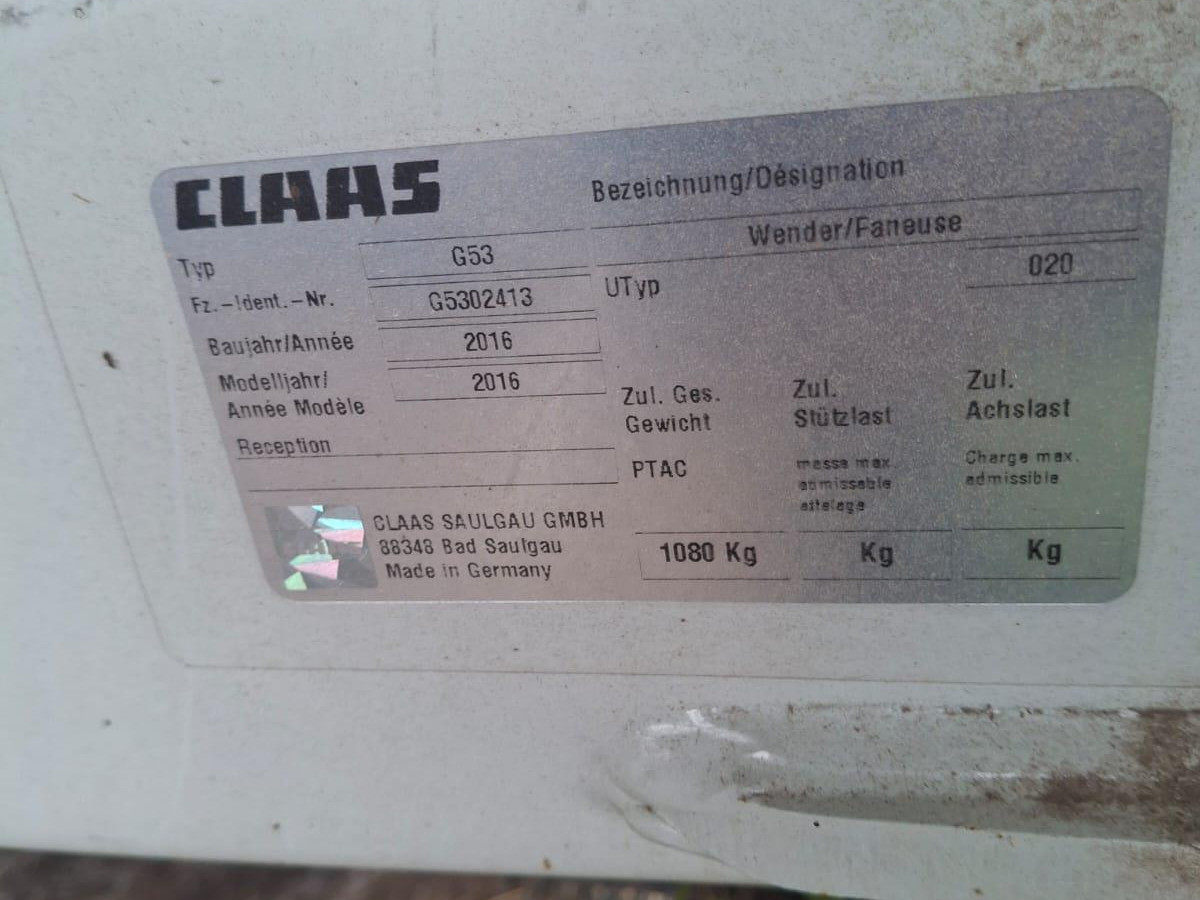 CLAAS
Bezeichnung/Désignation
Wender/Faneuse
Typ G53
UTyp 020
Fz.-Ident.-Nr. G5302413
Baujahr/Année 2016
Modelljahr/
Année Modèle 2016
Reception
Zul. Ges.
Gewicht
PTAC
1080 Kg
Zul.
Stützlast
masse max.
admissable
attelage
Kg
Zul.
Achslast
Charge max.
admissible
Kg
CLAAS SAULGAU GMBH
88348 Bad Saulgau
Made in Germany